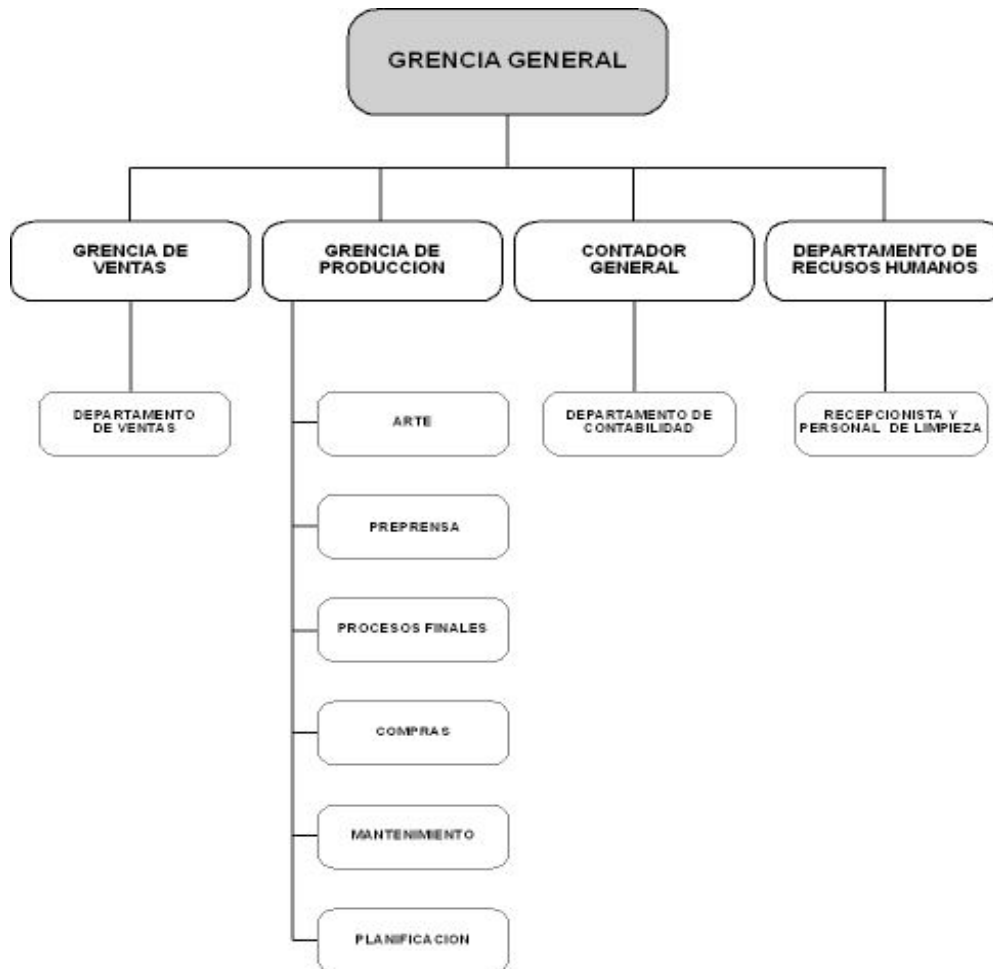 GRENCIA GENERAL
GRENCIA DE
VENTAS
GRENCIA DE
PRODUCCION
CONTADOR
GENERAL
DEPARTAMENTO DE
RECUSOS HUMANOS
DEPARTAMENTO
DE VENTAS
ARTE
DEPARTAMENTO DE
CONTABILIDAD
RECEPCIONISTA Y
PERSONAL DE LIMPIEZA
PREPRENSA
PROCESOS FINALES
COMPRAS
MANTENIMIENTO
PLANIFICACION